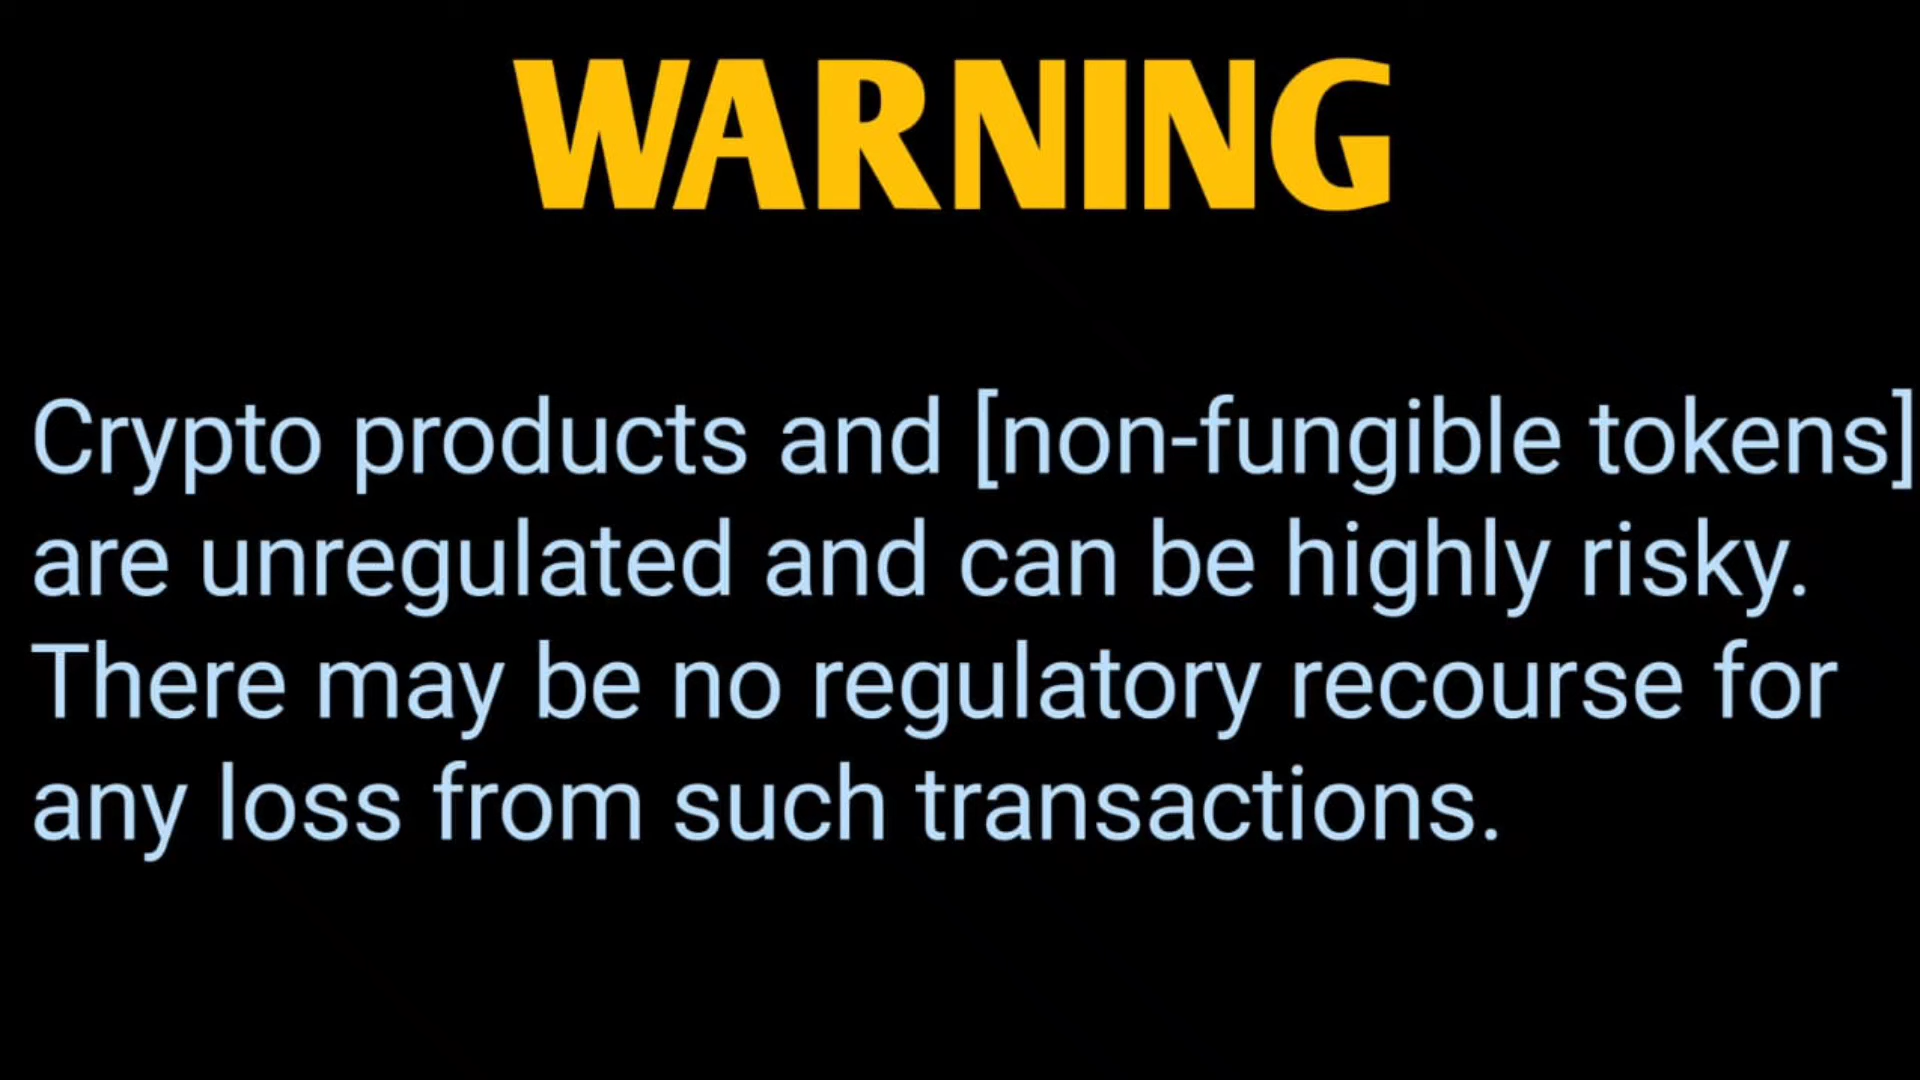 WARNING
Crypto products and [non-fungible tokens]
are unregulated and can be highly risky.
There may be no regulatory recourse for
any loss from such transactions.